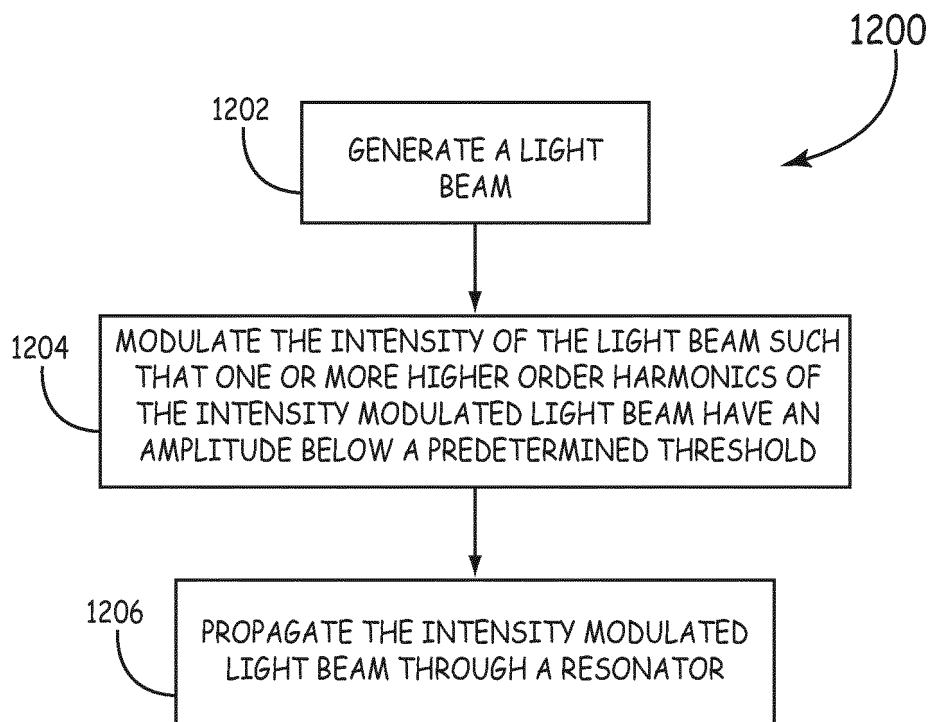 1200
1202
GENERATE A LIGHT
BEAM
1204
MODULATE THE INTENSITY OF THE LIGHT BEAM SUCH
THAT ONE OR MORE HIGHER ORDER HARMONICS OF
THE INTENSITY MODULATED LIGHT BEAM HAVE AN
AMPLITUDE BELOW A PREDETERMINED THRESHOLD
1206
PROPAGATE THE INTENSITY MODULATED
LIGHT BEAM THROUGH A RESONATOR